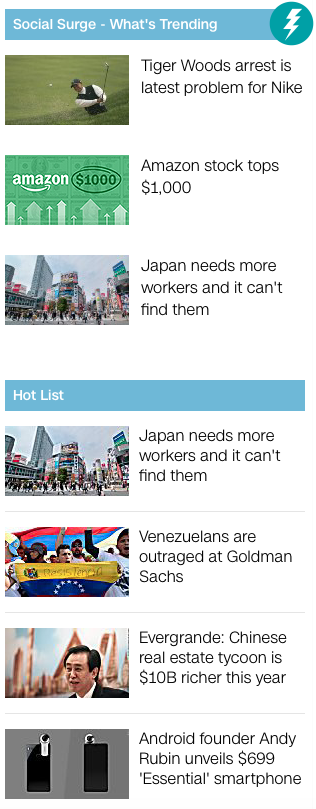 Social Surge - What's Trending
Tiger Woods arrest is
latest problem for Nike
amazon $1000
Amazon stock tops
$1,000
Japan needs more
workers and it can't
find them
Hot List
Japan needs more
workers and it can't
find them
Venezuelans are
outraged at Goldman
Sachs
Evergrande: Chinese
real estate tycoon is
$10B richer this year
Android founder Andy
Rubin unveils $699
'Essential' smartphone